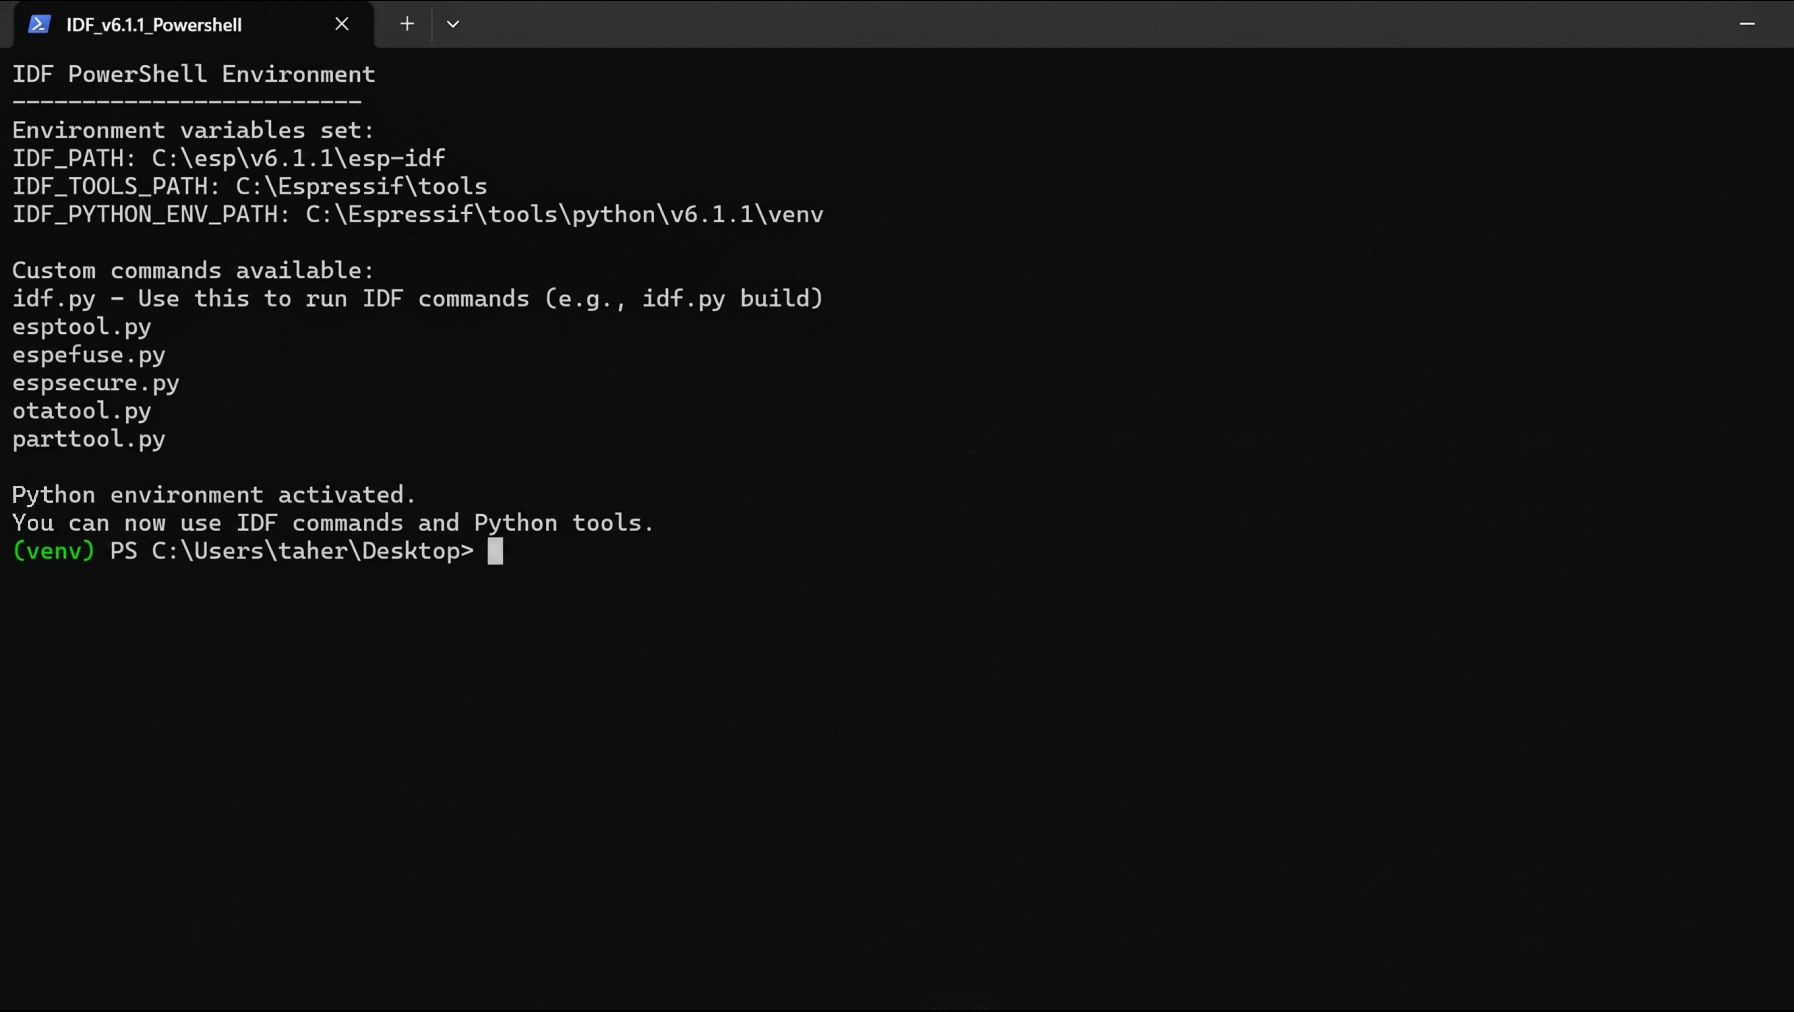 IDF_v6.1.1_Powershell
IDF PowerShell Environment
-------------------------
Environment variables set:
IDF_PATH: C:\esp\v6.1.1\esp-idf
IDF_TOOLS_PATH: C:\Espressif\tools
IDF_PYTHON_ENV_PATH: C:\Espressif\tools\python\v6.1.1\venv
Custom commands available:
idf.py - Use this to run IDF commands (e.g., idf.py build)
esptool.py
espefuse.py
espsecure.py
otatool.py
parttool.py
Python environment activated.
You can now use IDF commands and Python tools.
(venv) PS C:\Users\taher\Desktop>